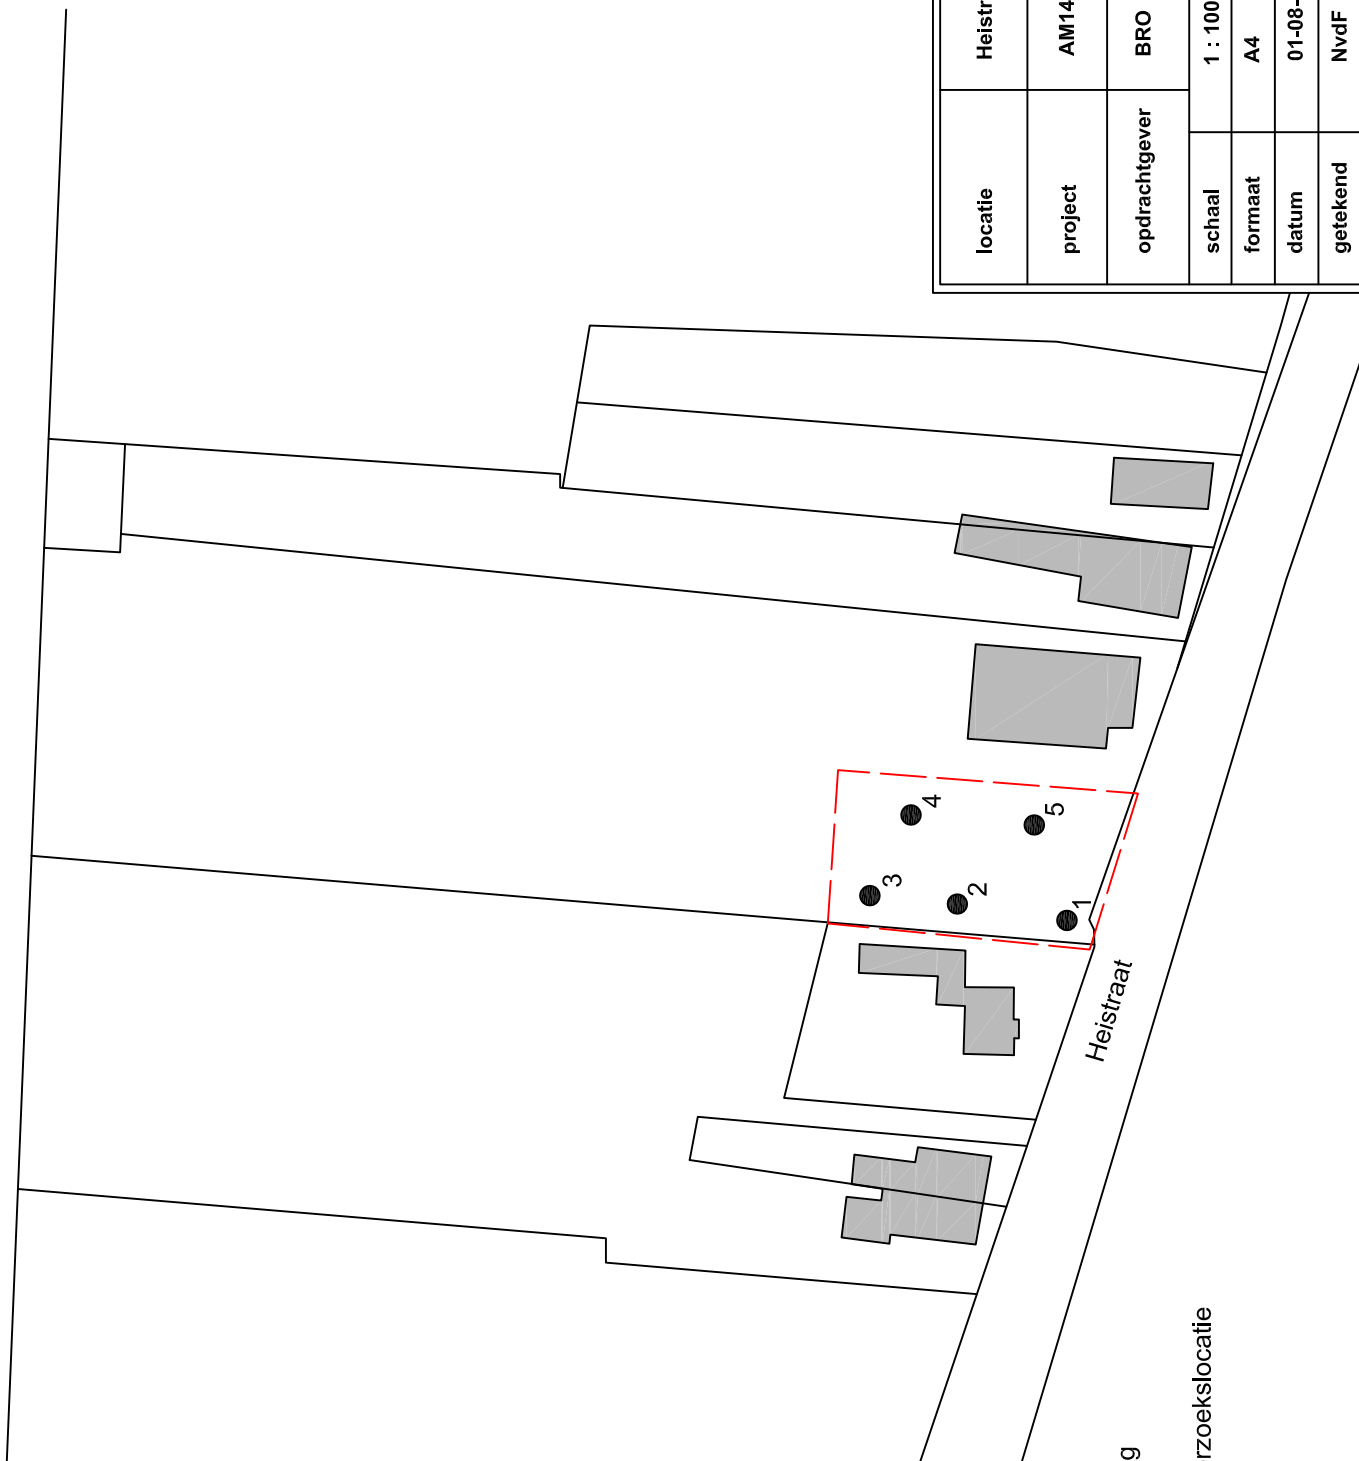 4
3
5
2
1
Heistraat
g
rzoekslocatie
locatie Heistr
project AM14
opdrachtgever BRO
schaal 1 : 100
formaat A4
datum 01-08-
getekend NvdF